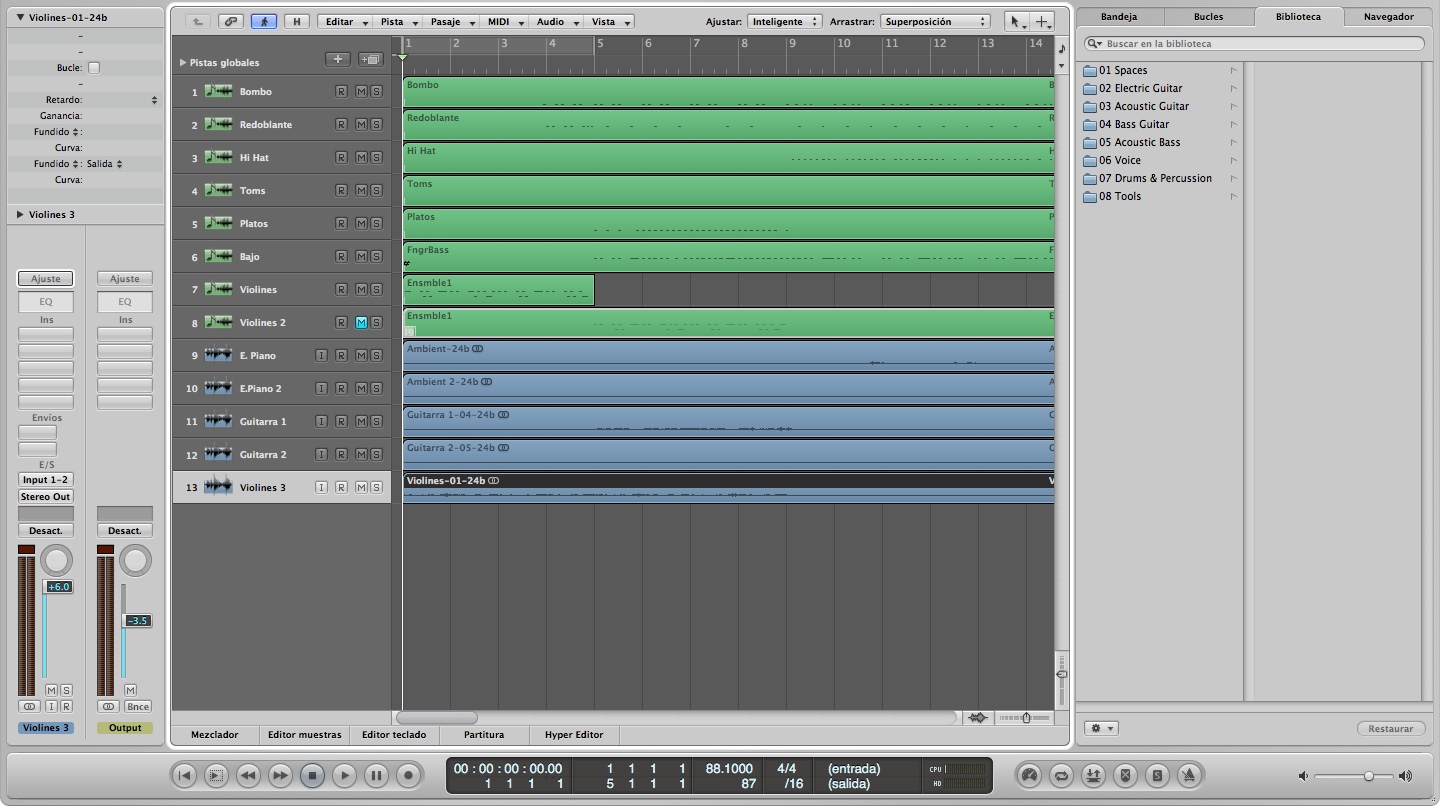 Violines-01-24b
Bucle:
Retardo:
Ganancia:
Fundido :
Curva:
Fundido : Salida
Curva:
Violines 3
Ajuste Ajuste
EQ EQ
Ins Ins
Envíos
E/S
Input 1-2
Stereo Out
Desact. Desact.
+6.0
-3.5
M S M
I R Bnce
Violines 3 Output
H Editar Pista Pasaje MIDI Audio Vista Ajustar: Inteligente Arrastrar: Superposición
1 2 3 4 5 6 7 8 9 10 11 12 13 14
Pistas globales
1 Bombo R M S Bombo B
2 Redoblante R M S Redoblante R
3 Hi Hat R M S Hi Hat H
4 Toms R M S Toms T
5 Platos R M S Platos P
6 Bajo R M S FngrBass F
7 Violines R M S Ensmble1
8 Violines 2 R M S Ensmble1 E
9 E. Piano I R M S Ambient-24b A
10 E.Piano 2 I R M S Ambient 2-24b A
11 Guitarra 1 I R M S Guitarra 1-04-24b
12 Guitarra 2 I R M S Guitarra 2-05-24b
13 Violines 3 I R M S Violines-01-24b V
Mezclador Editor muestras Editor teclado Partitura Hyper Editor
Bandeja Bucles Biblioteca Navegador
Buscar en la biblioteca
01 Spaces
02 Electric Guitar
03 Acoustic Guitar
04 Bass Guitar
05 Acoustic Bass
06 Voice
07 Drums & Percussion
08 Tools
Restaurar
00 : 00 : 00 : 00.00 1 1 1 1 88.1000 4/4 (entrada) CPU
1 1 1 1 5 1 1 1 87 /16 (salida) HD
S